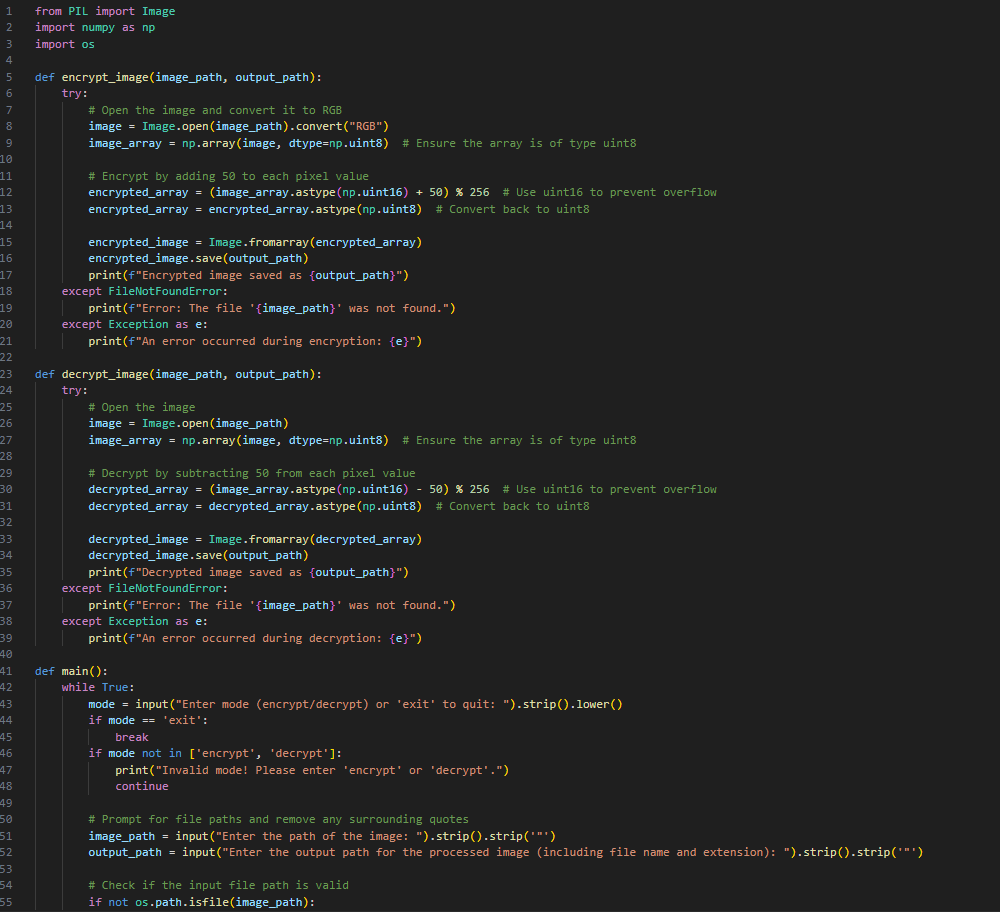 1 from PIL import Image
2 import numpy as np
3 import os
4
5 def encrypt_image(image_path, output_path):
6     try:
7         # Open the image and convert it to RGB
8         image = Image.open(image_path).convert("RGB")
9         image_array = np.array(image, dtype=np.uint8)  # Ensure the array is of type uint8
10
11         # Encrypt by adding 50 to each pixel value
12         encrypted_array = (image_array.astype(np.uint16) + 50) % 256  # Use uint16 to prevent overflow
13         encrypted_array = encrypted_array.astype(np.uint8)  # Convert back to uint8
14
15         encrypted_image = Image.fromarray(encrypted_array)
16         encrypted_image.save(output_path)
17         print(f"Encrypted image saved as {output_path}")
18     except FileNotFoundError:
19         print(f"Error: The file '{image_path}' was not found.")
20     except Exception as e:
21         print(f"An error occurred during encryption: {e}")
22
23 def decrypt_image(image_path, output_path):
24     try:
25         # Open the image
26         image = Image.open(image_path)
27         image_array = np.array(image, dtype=np.uint8)  # Ensure the array is of type uint8
28
29         # Decrypt by subtracting 50 from each pixel value
30         decrypted_array = (image_array.astype(np.uint16) - 50) % 256  # Use uint16 to prevent overflow
31         decrypted_array = decrypted_array.astype(np.uint8)  # Convert back to uint8
32
33         decrypted_image = Image.fromarray(decrypted_array)
34         decrypted_image.save(output_path)
35         print(f"Decrypted image saved as {output_path}")
36     except FileNotFoundError:
37         print(f"Error: The file '{image_path}' was not found.")
38     except Exception as e:
39         print(f"An error occurred during decryption: {e}")
40
41 def main():
42     while True:
43         mode = input("Enter mode (encrypt/decrypt) or 'exit' to quit: ").strip().lower()
44         if mode == 'exit':
45             break
46         if mode not in ['encrypt', 'decrypt']:
47             print("Invalid mode! Please enter 'encrypt' or 'decrypt'.")
48             continue
49
50         # Prompt for file paths and remove any surrounding quotes
51         image_path = input("Enter the path of the image: ").strip().strip('"')
52         output_path = input("Enter the output path for the processed image (including file name and extension): ").strip().strip('"')
53
54         # Check if the input file path is valid
55         if not os.path.isfile(image_path):